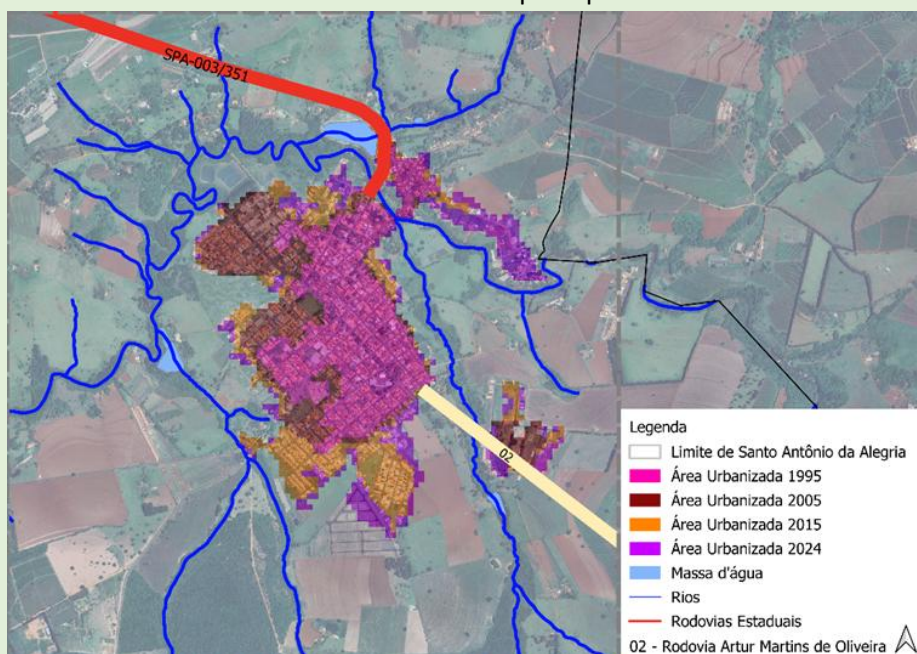 SPA-003/351
02
Legenda
Limite de Santo Antônio da Alegria
Área Urbanizada 1995
Área Urbanizada 2005
Área Urbanizada 2015
Área Urbanizada 2024
Massa d'água
Rios
Rodovias Estaduais
02 - Rodovia Artur Martins de Oliveira